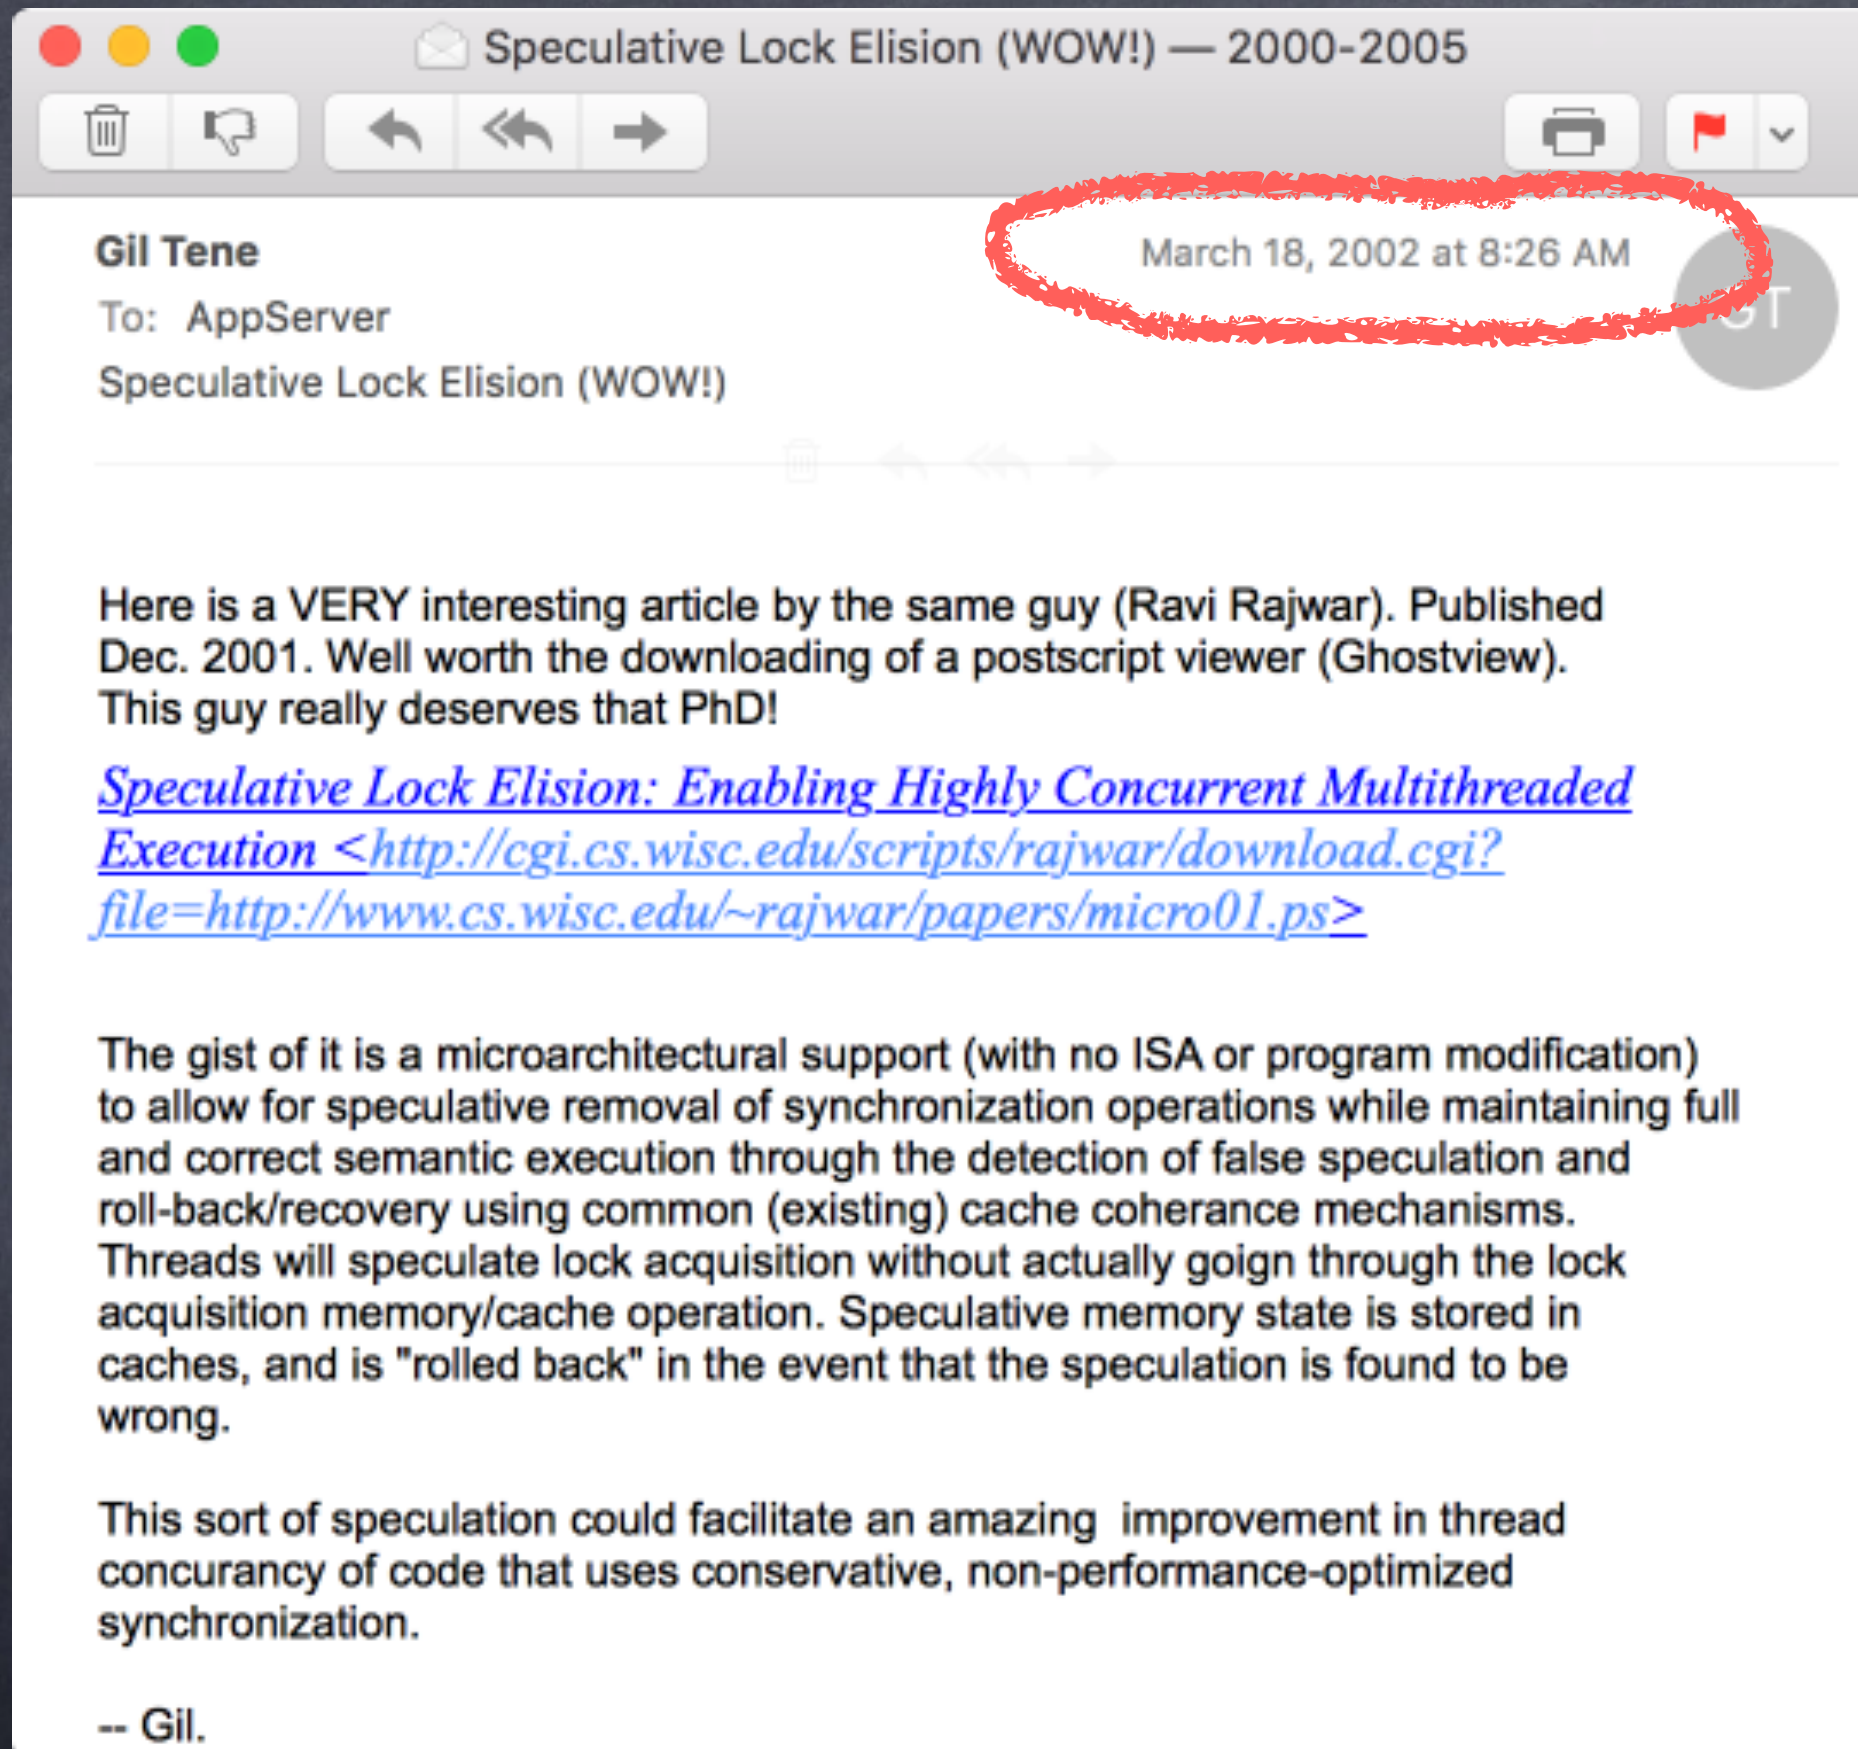 Speculative Lock Elision (WOW!) — 2000-2005
Gil Tene
March 18, 2002 at 8:26 AM
GT
To: AppServer
Speculative Lock Elision (WOW!)
Here is a VERY interesting article by the same guy (Ravi Rajwar). Published
Dec. 2001. Well worth the downloading of a postscript viewer (Ghostview).
This guy really deserves that PhD!
Speculative Lock Elision: Enabling Highly Concurrent Multithreaded
Execution <http://cgi.cs.wisc.edu/scripts/rajwar/download.cgi?
file=http://www.cs.wisc.edu/~rajwar/papers/micro01.ps>
The gist of it is a microarchitectural support (with no ISA or program modification)
to allow for speculative removal of synchronization operations while maintaining full
and correct semantic execution through the detection of false speculation and
roll-back/recovery using common (existing) cache coherance mechanisms.
Threads will speculate lock acquisition without actually goign through the lock
acquisition memory/cache operation. Speculative memory state is stored in
caches, and is "rolled back" in the event that the speculation is found to be
wrong.
This sort of speculation could facilitate an amazing  improvement in thread
concurancy of code that uses conservative, non-performance-optimized
synchronization.
-- Gil.